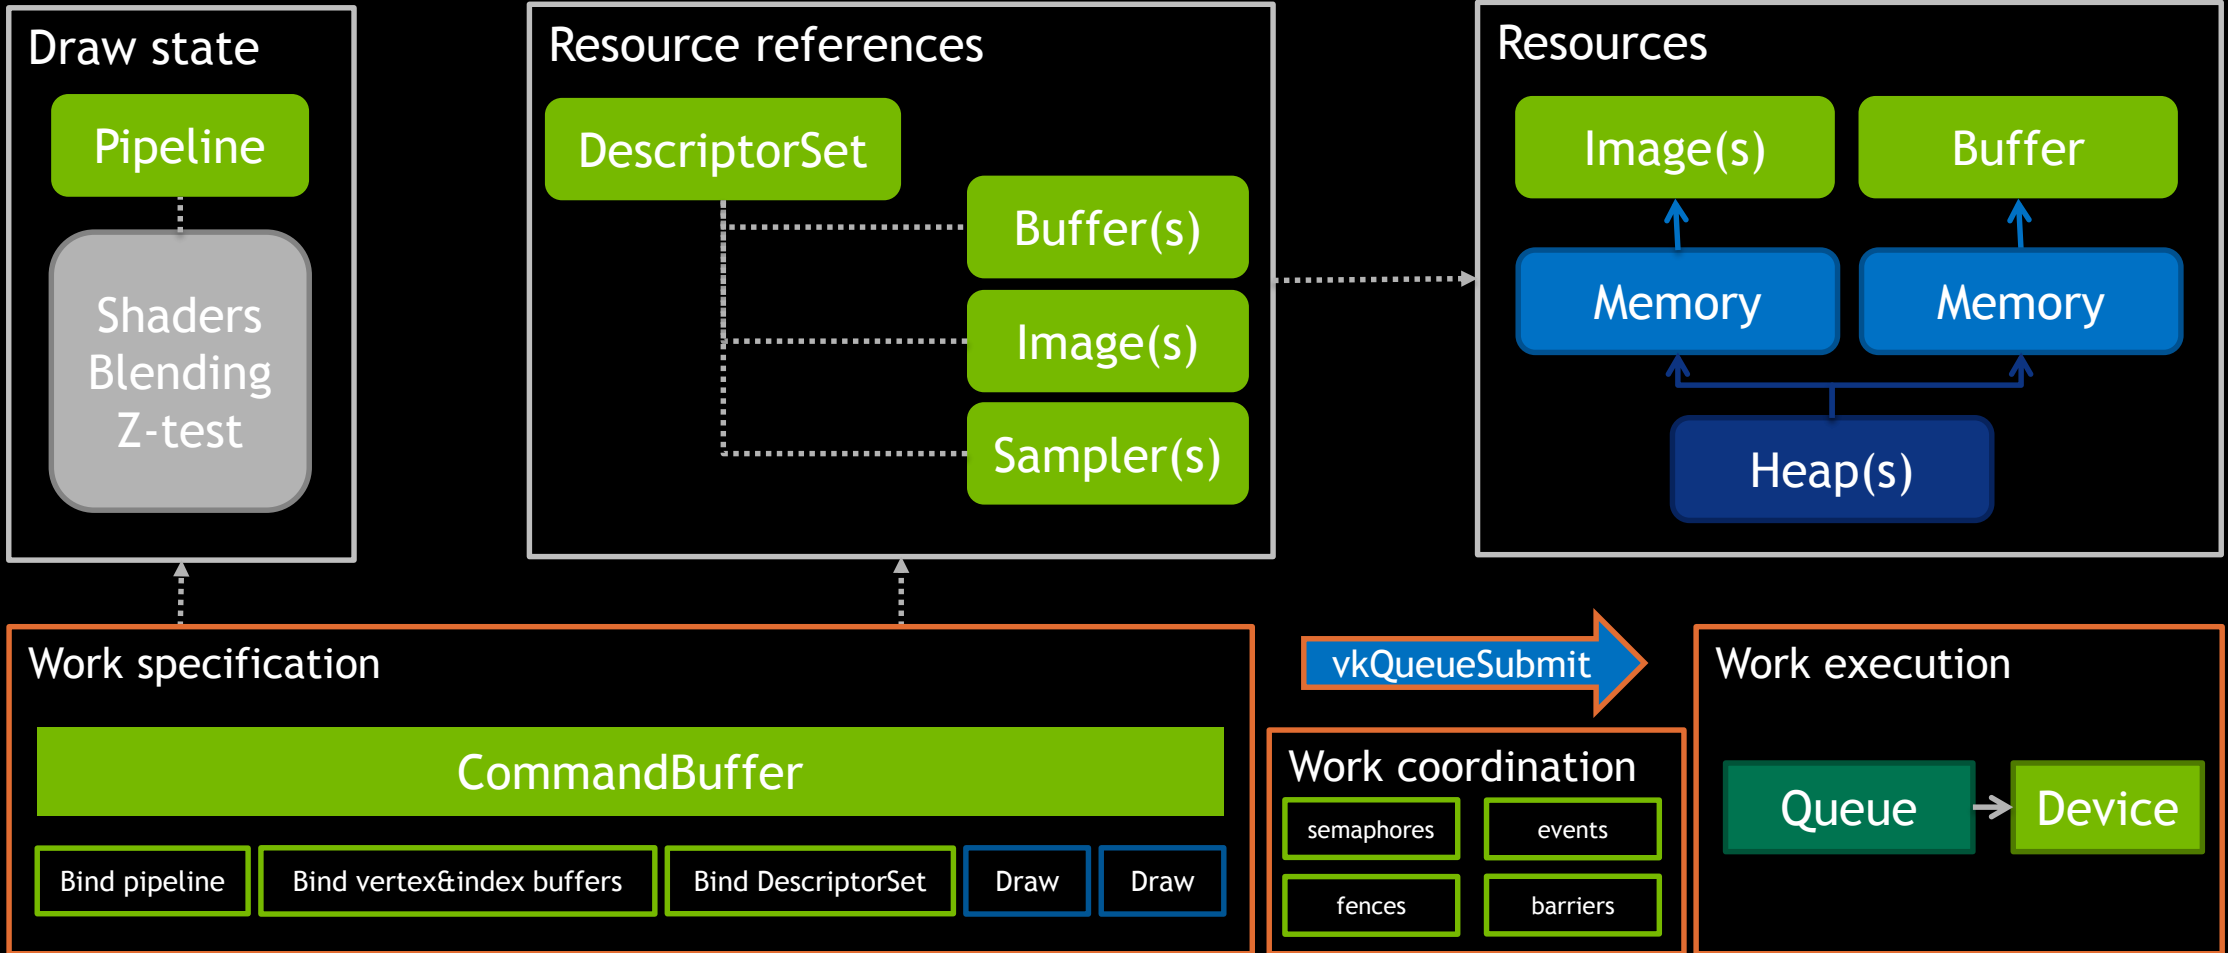 Draw state
Pipeline
Shaders
Blending
Z-test
Resource references
DescriptorSet
Buffer(s)
Image(s)
Sampler(s)
Resources
Image(s)
Buffer
Memory
Memory
Heap(s)
Work specification
CommandBuffer
Bind pipeline
Bind vertex&index buffers
Bind DescriptorSet
Draw
Draw
vkQueueSubmit
Work coordination
semaphores
events
fences
barriers
Work execution
Queue
Device